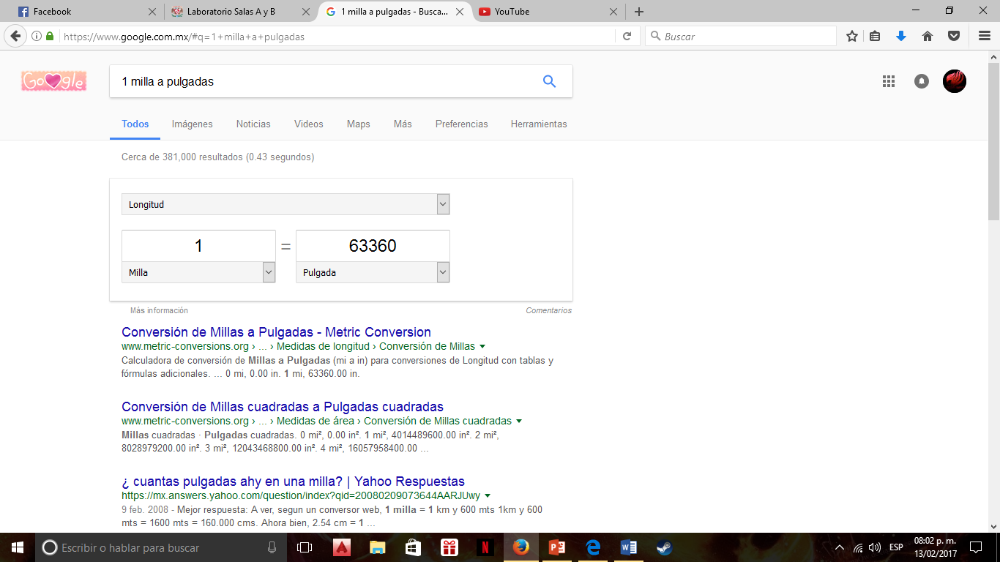 Facebook
Laboratorio Salas A y B
1 milla a pulgadas - Busca...
YouTube
https://www.google.com.mx/#q=1+milla+a+pulgadas
Buscar
Google
1 milla a pulgadas
Todos Imágenes Noticias Videos Maps Más Preferencias Herramientas
Cerca de 381,000 resultados (0.43 segundos)
Longitud
1 = 63360
Milla Pulgada
Más información Comentarios
Conversión de Millas a Pulgadas - Metric Conversion
www.metric-conversions.org › ... › Medidas de longitud › Conversión de Millas
Calculadora de conversión de Millas a Pulgadas (mi a in) para conversiones de Longitud con tablas y
fórmulas adicionales. ... 0 mi, 0.00 in. 1 mi, 63360.00 in.
Conversión de Millas cuadradas a Pulgadas cuadradas
www.metric-conversions.org › ... › Medidas de área › Conversión de Millas cuadradas
Millas cuadradas · Pulgadas cuadradas. 0 mi², 0.00 in². 1 mi², 4014489600.00 in². 2 mi²,
8028979200.00 in². 3 mi², 12043468800.00 in². 4 mi², 16057958400.00 ...
¿ cuantas pulgadas ahy en una milla? | Yahoo Respuestas
https://mx.answers.yahoo.com/question/index?qid=20080209073644AARJUwy
9 feb. 2008 - Mejor respuesta: A ver, segun un conversor web, 1 milla = 1 km y 600 mts 1km y 600
mts = 1600 mts = 160.000 cms. Ahora bien, 2.54 cm = 1 ...
Escribir o hablar para buscar
ESP
08:02 p. m.
13/02/2017